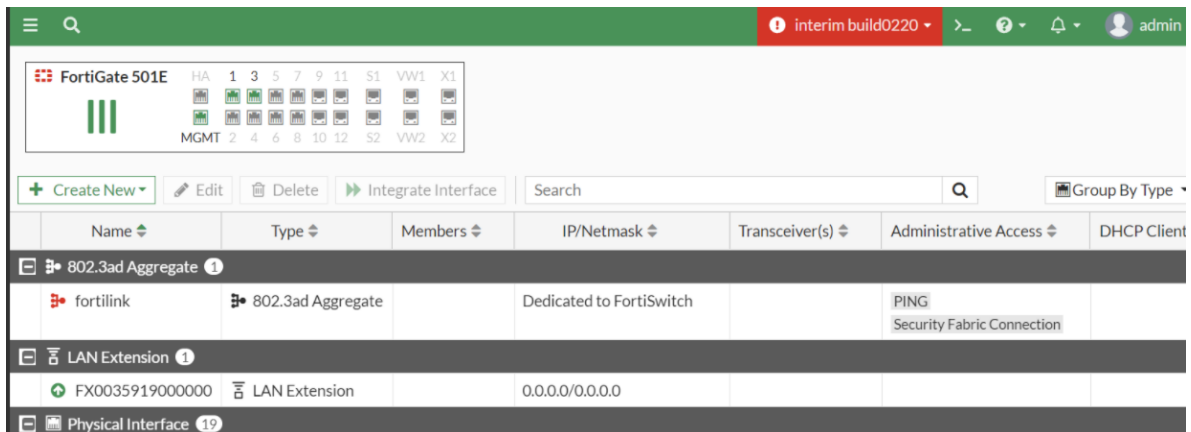 interim build0220
>_
admin
FortiGate 501E
HA 1 3 5 7 9 11 S1 VW1 X1
MGMT 2 4 6 8 10 12 S2 VW2 X2
Create New
Edit
Delete
Integrate Interface
Search
Group By Type
Name Type Members IP/Netmask Transceiver(s) Administrative Access DHCP Client
802.3ad Aggregate 1
fortilink 802.3ad Aggregate Dedicated to FortiSwitch PING
Security Fabric Connection
LAN Extension 1
FX0035919000000 LAN Extension 0.0.0.0/0.0.0.0
Physical Interface 19